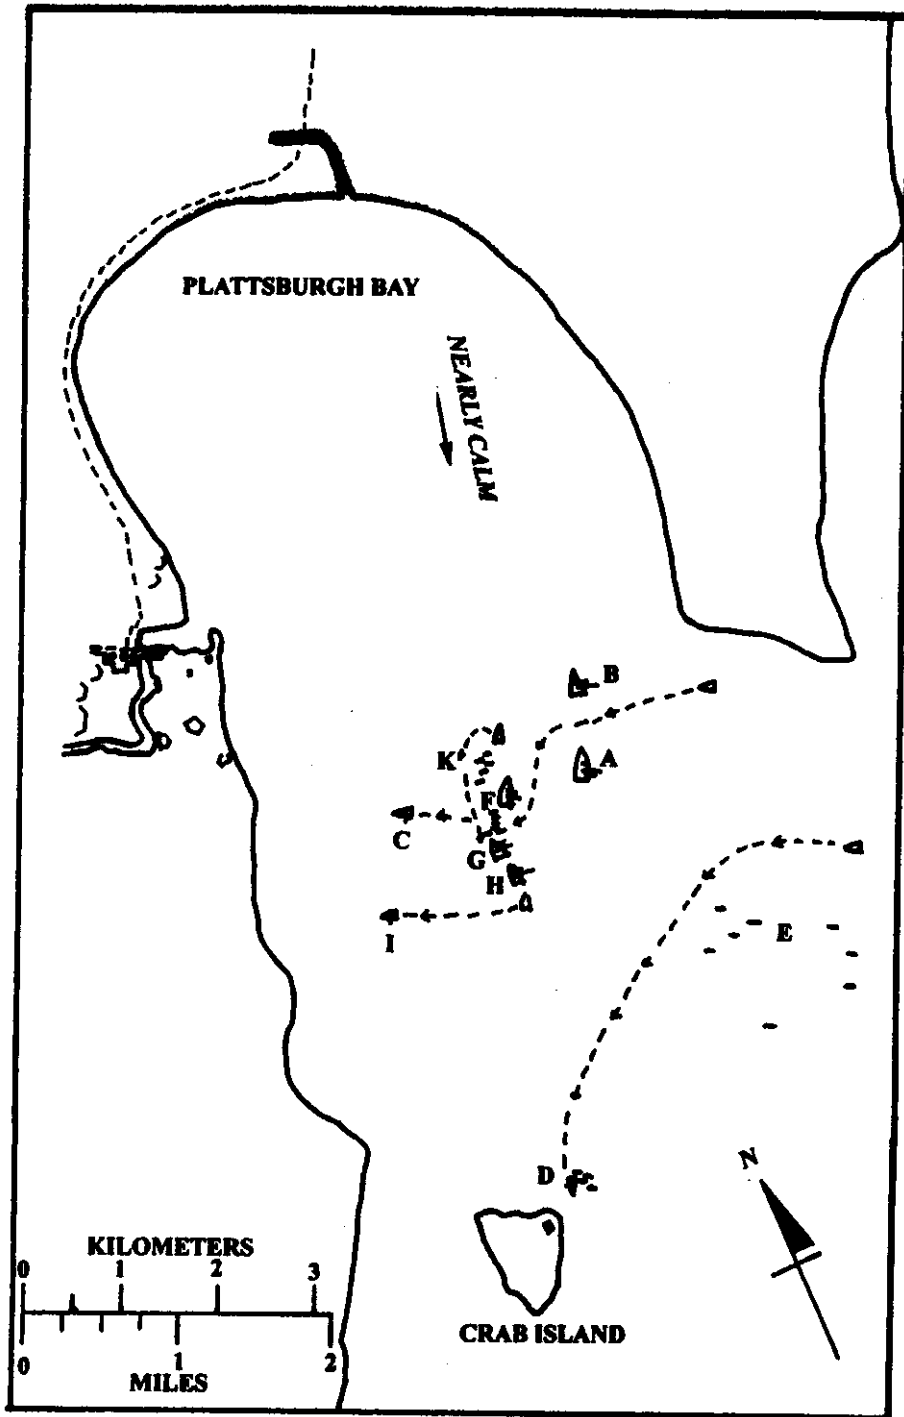 PLATTSBURGH BAY
NEARLY CALM
B
A
K
F
C
G
H
I
E
D
N
KILOMETERS
0 1 2 3
0 1 2
MILES
CRAB ISLAND